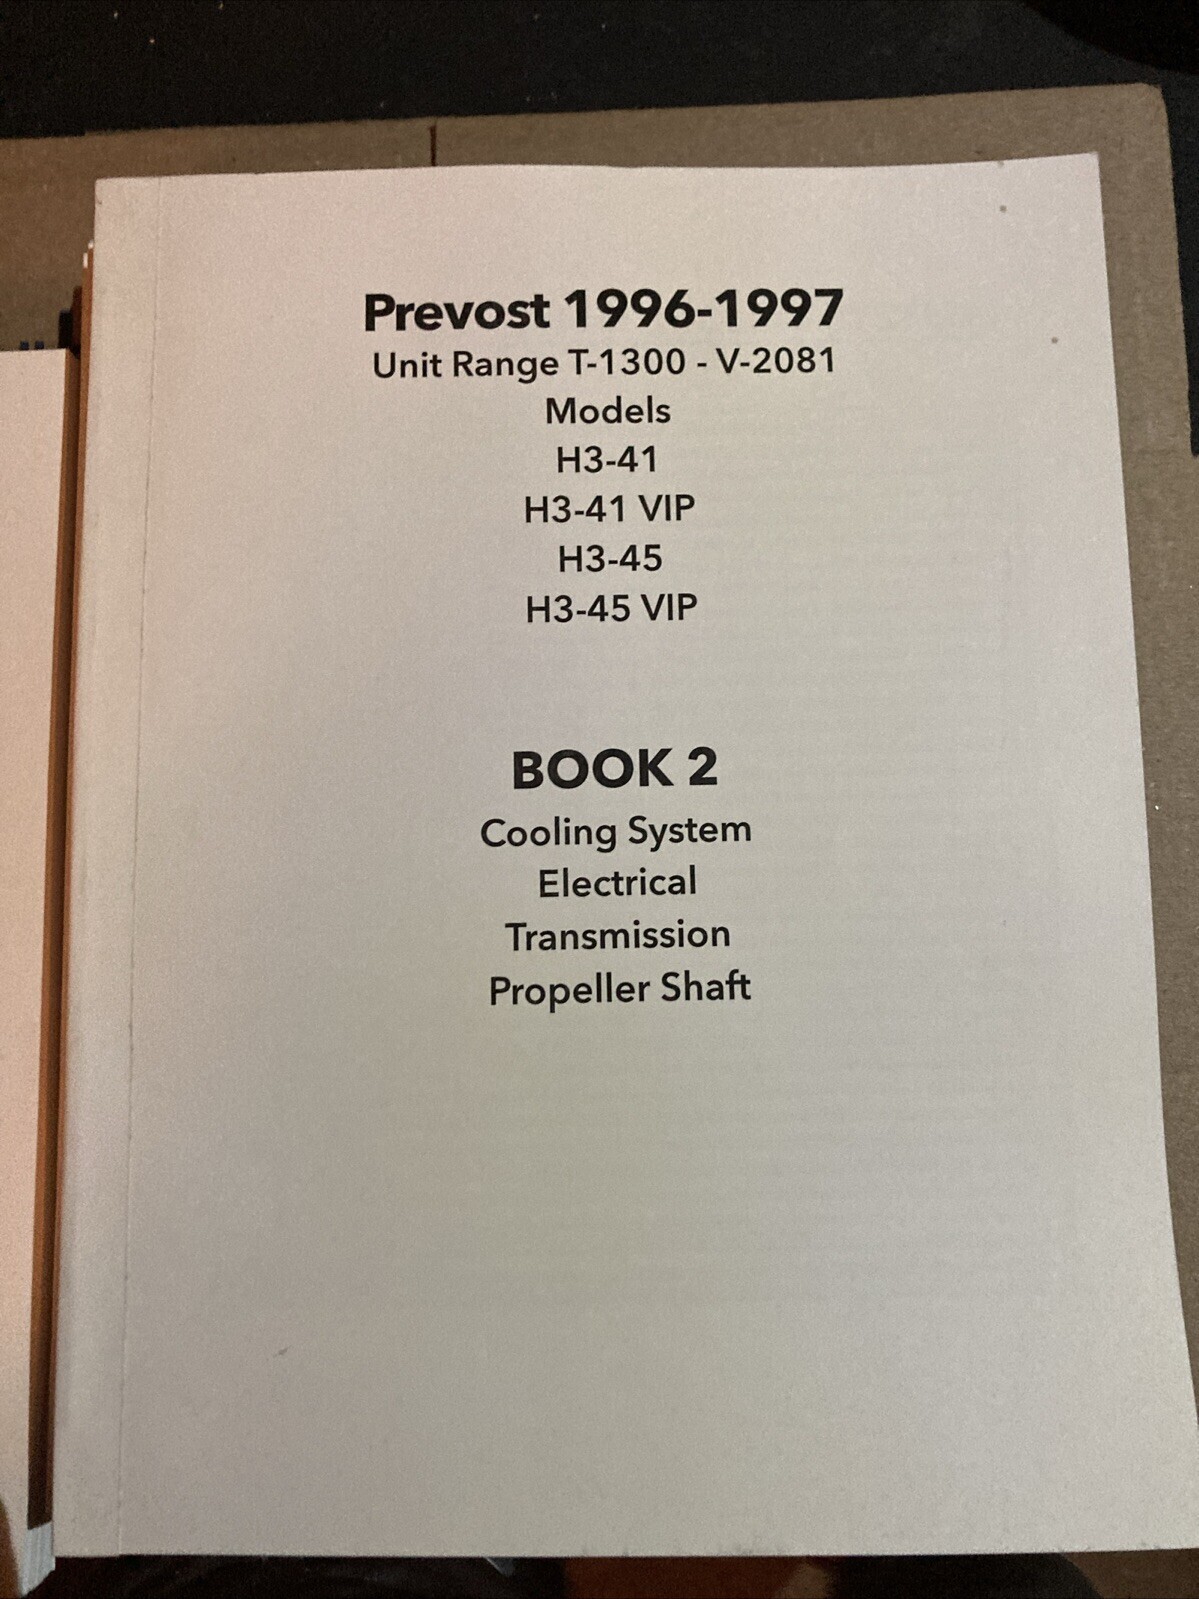 Prevost 1996-1997
Unit Range T-1300 - V-2081
Models
H3-41
H3-41 VIP
H3-45
H3-45 VIP
BOOK 2
Cooling System
Electrical
Transmission
Propeller Shaft